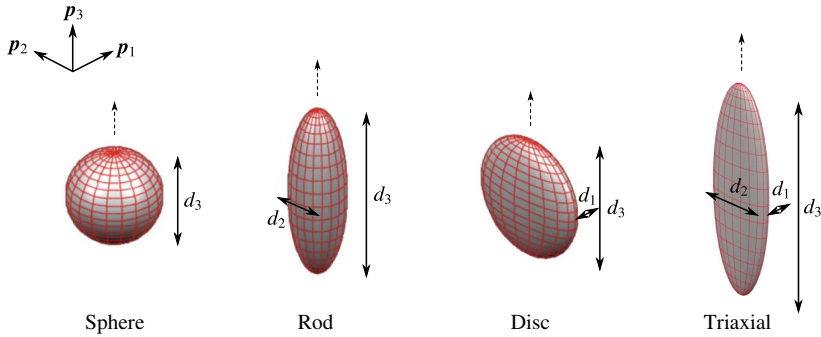 p3
p2
p1
d3
d2
d3
d1
d3
d2
d1
d3
Sphere
Rod
Disc
Triaxial